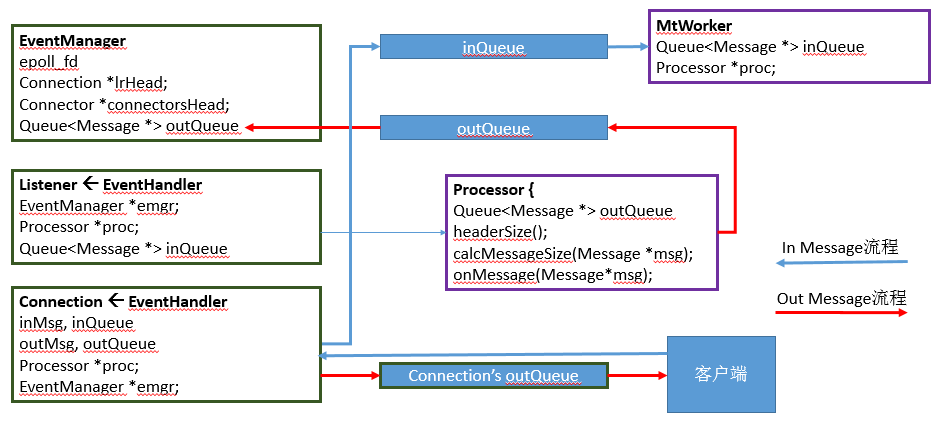 EventManager
epoll_fd
Connection *lrHead;
Connector *connectorsHead;
Queue<Message *> outQueue
inQueue
outQueue
MtWorker
Queue<Message *> inQueue
Processor *proc;
Listener ← EventHandler
EventManager *emgr;
Processor *proc;
Queue<Message *> inQueue
Processor {
Queue<Message *> outQueue
headerSize();
calcMessageSize(Message *msg);
onMessage(Message*msg);
In Message流程
Out Message流程
Connection ← EventHandler
inMsg, inQueue
outMsg, outQueue
Processor *proc;
EventManager *emgr;
Connection’s outQueue
客户端